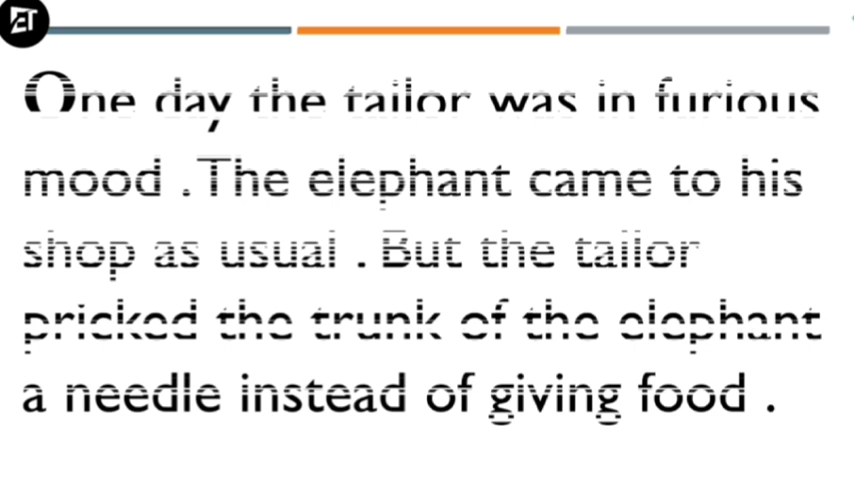 ET
One day the tailor was in furious
mood .The elephant came to his
shop as usual . But the tailor
pricked the trunk of the elephant
a needle instead of giving food .